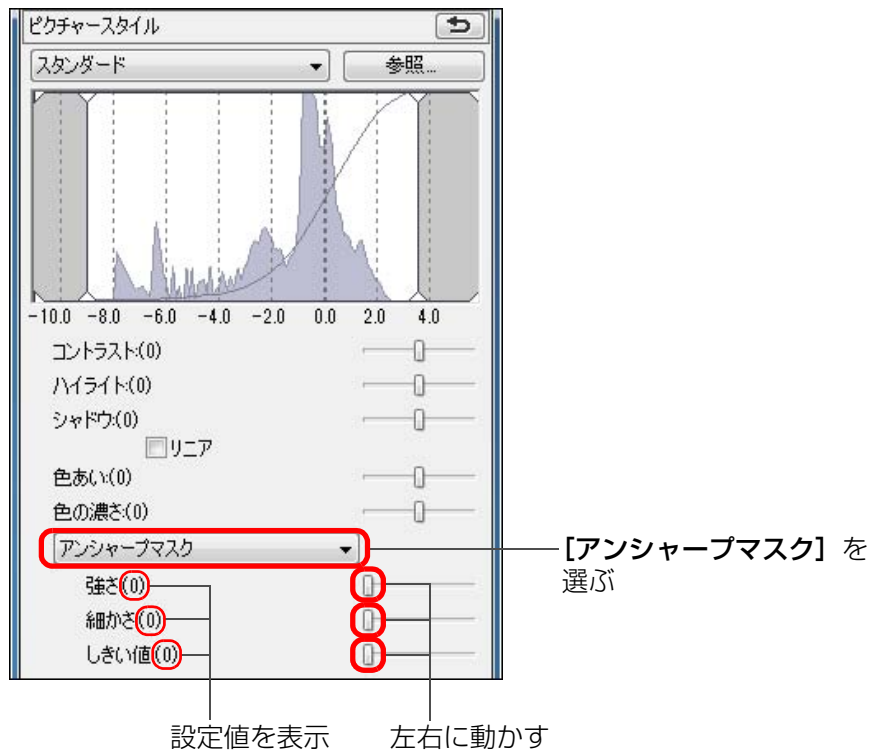 ピクチャースタイル
スタンダード 参照...
-10.0 -8.0 -6.0 -4.0 -2.0 0.0 2.0 4.0
コントラスト:(0)
ハイライト:(0)
シャドウ:(0)
リニア
色あい:(0)
色の濃さ:(0)
アンシャープマスク
[アンシャープマスク]を
選ぶ
強さ(0)
細かさ(0)
しきい値(0)
設定値を表示 左右に動かす